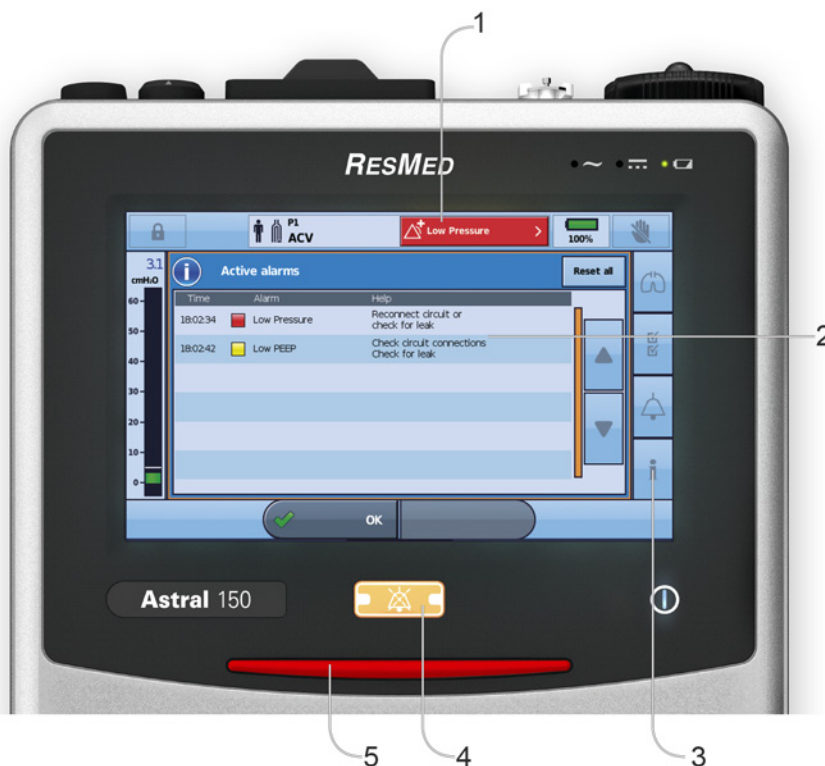 1
RESMED
P1
ACV
Low Pressure
100%
3.1
cmH₂O
Active alarms
Reset all
Time Alarm Help
18:02:34 Low Pressure Reconnect circuit or
check for leak
18:02:42 Low PEEP Check circuit connections
Check for leak
2
60
50
40
30
20
10
0
i
i
OK
Astral 150
5
4
3